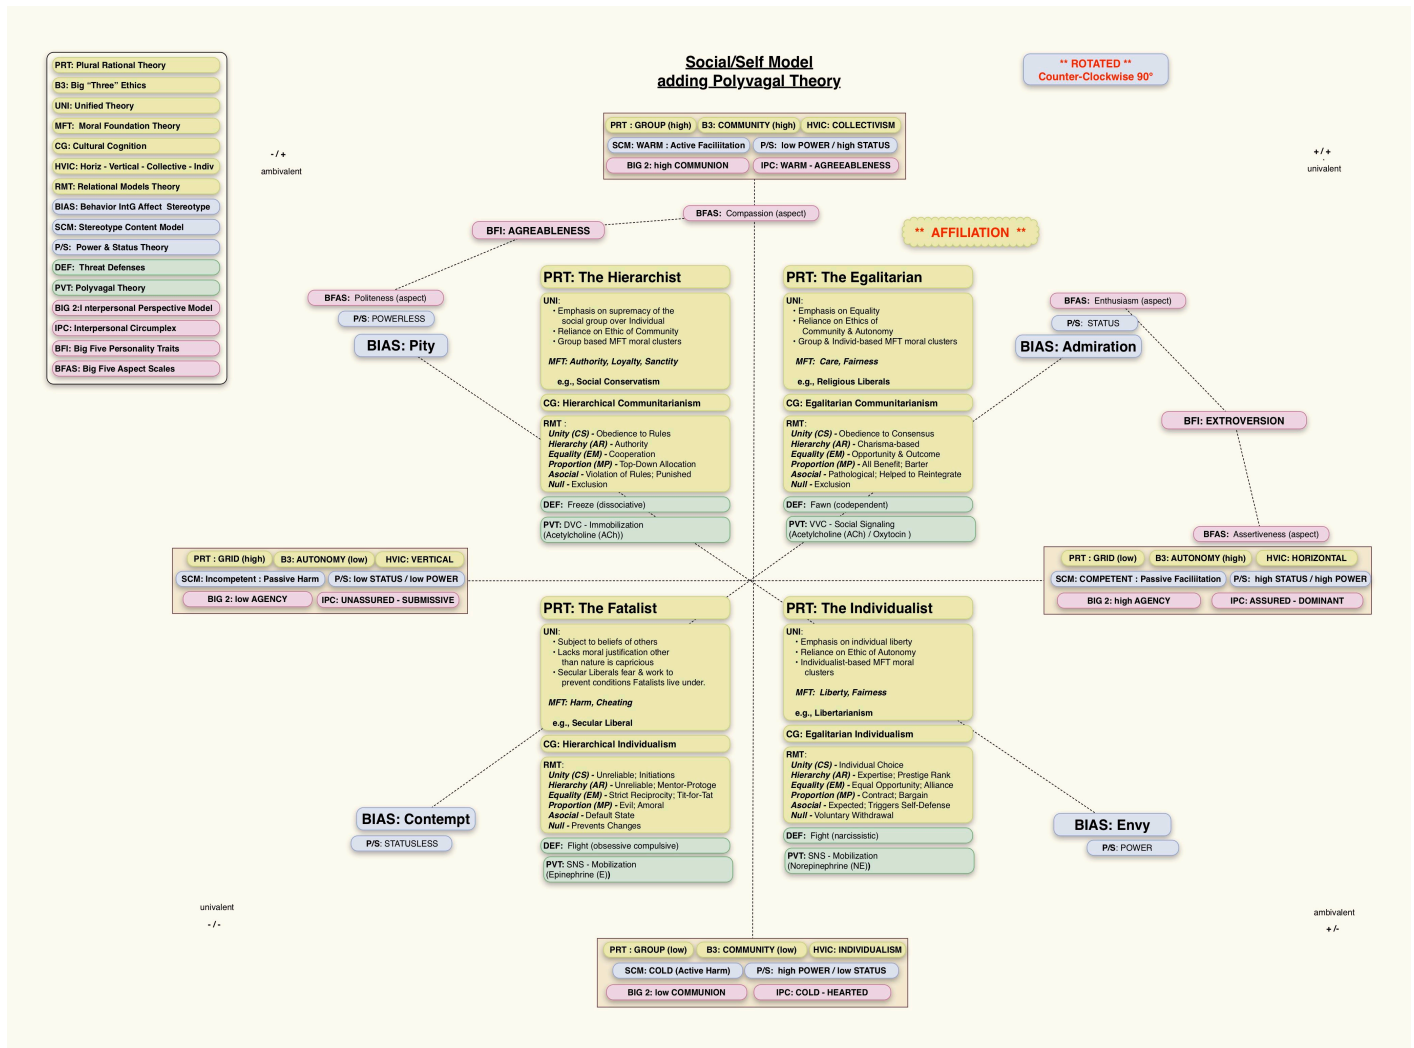 Social/Self Model
adding Polyvagal Theory
** ROTATED **
Counter-Clockwise 90°
PRT: Plural Rational Theory
B3: Big “Three” Ethics
UNI: Unified Theory
MFT: Moral Foundation Theory
CG: Cultural Cognition
HVIC: Horiz - Vertical - Collective - Indiv
RMT: Relational Models Theory
BIAS: Behavior IntG Affect Stereotype
SCM: Stereotype Content Model
P/S: Power & Status Theory
DEF: Threat Defenses
PVT: Polyvagal Theory
BIG 2:I nterpersonal Perspective Model
IPC: Interpersonal Circumplex
BFI: Big Five Personality Traits
BFAS: Big Five Aspect Scales
- / +
ambivalent
PRT : GROUP (high)
B3: COMMUNITY (high)
HVIC: COLLECTIVISM
SCM: WARM : Active Faciliitation
P/S: low POWER / high STATUS
BIG 2: high COMMUNION
IPC: WARM - AGREEABLENESS
+ / +
univalent
BFAS: Compassion (aspect)
BFI: AGREABLENESS
** AFFILIATION **
BFAS: Politeness (aspect)
P/S: POWERLESS
BIAS: Pity
PRT: The Hierarchist
UNI:
• Emphasis on supremacy of the
social group over Individual
• Reliance on Ethic of Community
• Group based MFT moral clusters
MFT: Authority, Loyalty, Sanctity
e.g., Social Conservatism
CG: Hierarchical Communitarianism
RMT :
Unity (CS) - Obedience to Rules
Hierarchy (AR) - Authority
Equality (EM) - Cooperation
Proportion (MP) - Top-Down Allocation
Asocial - Violation of Rules; Punished
Null - Exclusion
DEF: Freeze (dissociative)
PVT: DVC - Immobilization
(Acetylcholine (ACh))
PRT: The Egalitarian
UNI:
• Emphasis on Equality
• Reliance on Ethics of
Community & Autonomy
• Group & Individ-based MFT moral clusters
MFT: Care, Fairness
e.g., Religious Liberals
CG: Egalitarian Communitarianism
RMT:
Unity (CS) - Obedience to Consensus
Hierarchy (AR) - Charisma-based
Equality (EM) - Opportunity & Outcome
Proportion (MP) - All Benefit; Barter
Asocial - Pathological; Helped to Reintegrate
Null - Exclusion
DEF: Fawn (codependent)
PVT: VVC - Social Signaling
(Acetylcholine (ACh) / Oxytocin )
BFAS: Enthusiasm (aspect)
P/S: STATUS
BIAS: Admiration
BFI: EXTROVERSION
BFAS: Assertiveness (aspect)
PRT : GRID (high)
B3: AUTONOMY (low)
HVIC: VERTICAL
SCM: Incompetent : Passive Harm
P/S: low STATUS / low POWER
BIG 2: low AGENCY
IPC: UNASSURED - SUBMISSIVE
PRT : GRID (low)
B3: AUTONOMY (high)
HVIC: HORIZONTAL
SCM: COMPETENT : Passive Faciliitation
P/S: high STATUS / high POWER
BIG 2: high AGENCY
IPC: ASSURED - DOMINANT
PRT: The Fatalist
UNI:
• Subject to beliefs of others
• Lacks moral justification other
than nature is capricious
• Secular Liberals fear & work to
prevent conditions Fatalists live under.
MFT: Harm, Cheating
e.g., Secular Liberal
CG: Hierarchical Individualism
RMT:
Unity (CS) - Unreliable; Initiations
Hierarchy (AR) - Unreliable; Mentor-Protoge
Equality (EM) - Strict Reciprocity; Tit-for-Tat
Proportion (MP) - Evil; Amoral
Asocial - Default State
Null - Prevents Changes
DEF: Flight (obsessive compulsive)
PVT: SNS - Mobilization
(Epinephrine (E))
PRT: The Individualist
UNI:
• Emphasis on individual liberty
• Reliance on Ethic of Autonomy
• Individualist-based MFT moral
clusters
MFT: Liberty, Fairness
e.g., Libertarianism
CG: Egalitarian Individualism
RMT:
Unity (CS) - Individual Choice
Hierarchy (AR) - Expertise; Prestige Rank
Equality (EM) - Equal Opportunity; Alliance
Proportion (MP) - Contract; Bargain
Asocial - Expected; Triggers Self-Defense
Null - Voluntary Withdrawal
DEF: Fight (narcissistic)
PVT: SNS - Mobilization
(Norepinephrine (NE))
BIAS: Contempt
P/S: STATUSLESS
BIAS: Envy
P/S: POWER
univalent
- / -
ambivalent
+ /-
PRT : GROUP (low)
B3: COMMUNITY (low)
HVIC: INDIVIDUALISM
SCM: COLD (Active Harm)
P/S: high POWER / low STATUS
BIG 2: low COMMUNION
IPC: COLD - HEARTED